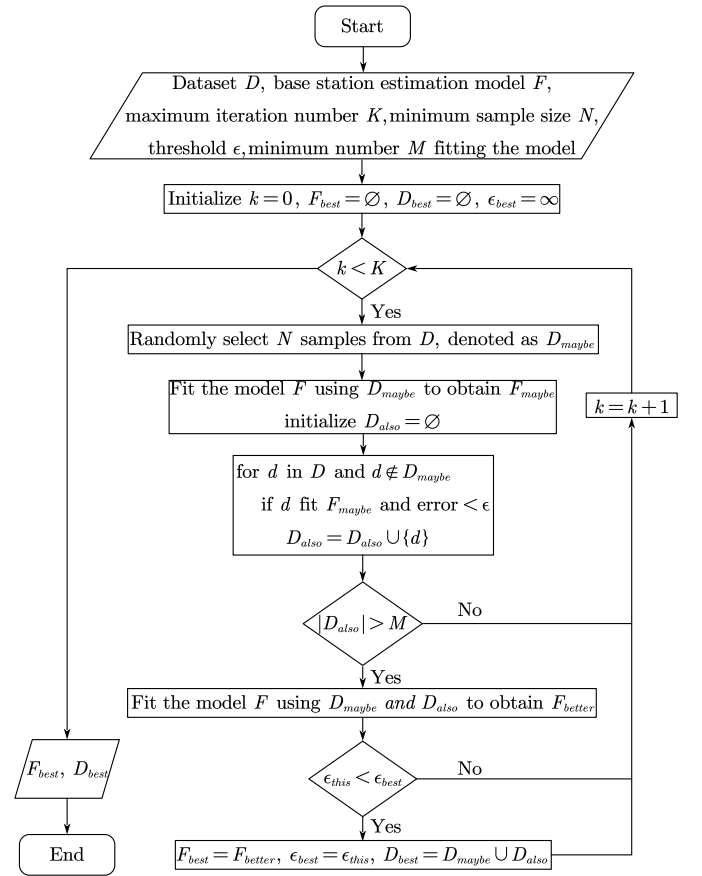 Start
Dataset D, base station estimation model F,
maximum iteration number K,minimum sample size N,
threshold ϵ,minimum number M fitting the model
Initialize k=0, F_best=∅, D_best=∅, ϵ_best=∞
k<K
Yes
Randomly select N samples from D, denoted as D_maybe
Fit the model F using D_maybe to obtain F_maybe
initialize D_also=∅
k=k+1
for d in D and d∉D_maybe
if d fit F_maybe and error<ϵ
D_also=D_also∪{d}
|D_also|>M
No
Yes
Fit the model F using D_maybe and D_also to obtain F_better
ϵ_this<ϵ_best
No
Yes
F_best, D_best
F_best=F_better, ϵ_best=ϵ_this, D_best=D_maybe∪D_also
End